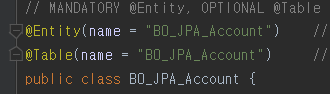 // MANDATORY @Entity, OPTIONAL @Table
@Entity(name = "BO_JPA_Account") //
@Table(name = "BO_JPA_Account") //
public class BO_JPA_Account {